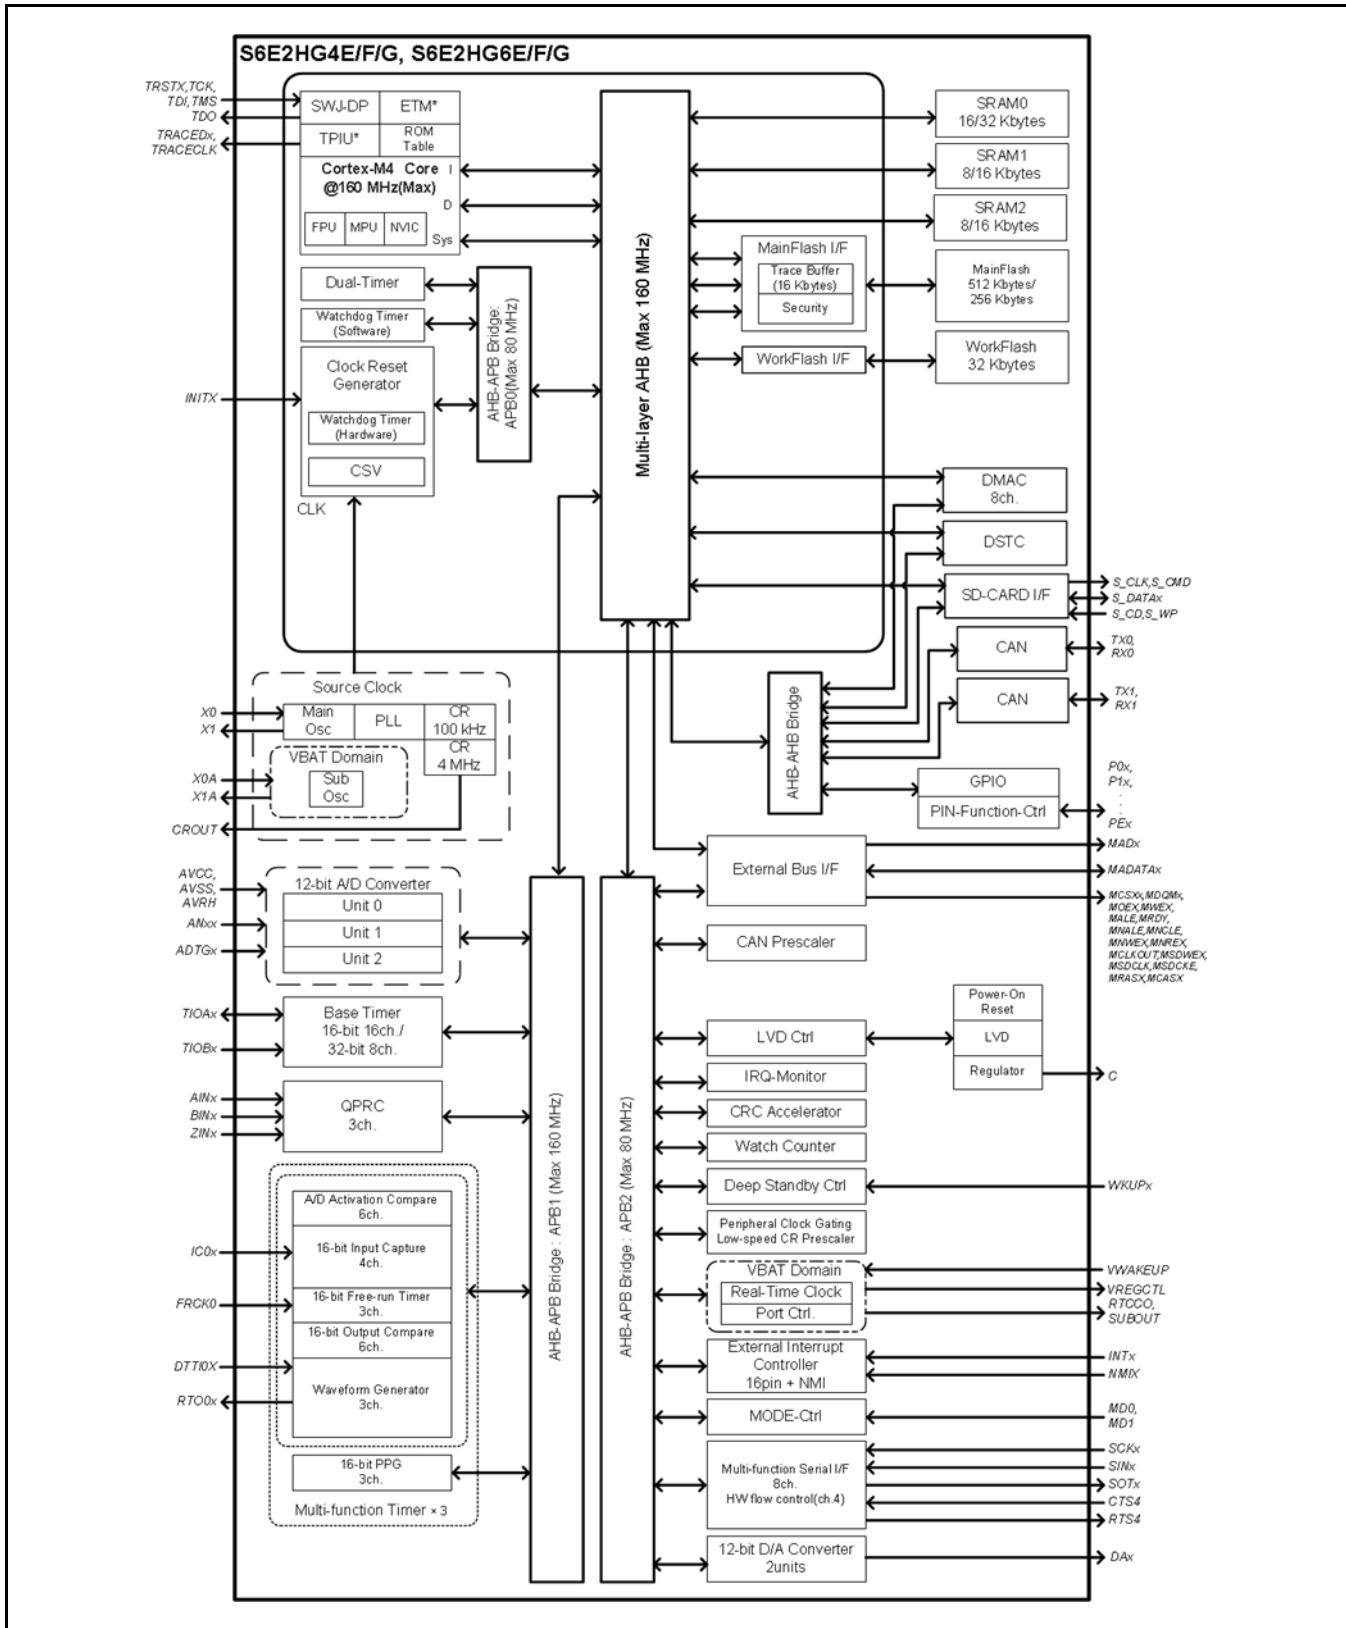 S6E2HG4E/F/G, S6E2HG6E/F/G
TRSTX,TCK,
TDI,TMS
TDO
TRACEDx,
TRACECLK
SWJ-DP
ETM*
TPIU*
ROM
Table
Cortex-M4 Core
@160 MHz(Max)
I
D
Sys
FPU
MPU
NVIC
Dual-Timer
Watchdog Timer
(Software)
Clock Reset
Generator
Watchdog Timer
(Hardware)
CSV
CLK
INITX
AHB-APB Bridge:
APB0(Max 80 MHz)
Multi-layer AHB (Max 160 MHz)
SRAM0
16/32 Kbytes
SRAM1
8/16 Kbytes
SRAM2
8/16 Kbytes
MainFlash I/F
Trace Buffer
(16 Kbytes)
Security
MainFlash
512 Kbytes/
256 Kbytes
WorkFlash I/F
WorkFlash
32 Kbytes
DMAC
8ch.
DSTC
SD-CARD I/F
S_CLK,S_CMD
S_DATAx
S_CD,S_WP
CAN
TX0,
RX0
CAN
TX1,
RX1
AHB-AHB Bridge
GPIO
PIN-Function-Ctrl
P0x,
P1x,
.
.
PEx
Source Clock
X0
X1
Main
Osc
PLL
CR
100 kHz
CR
4 MHz
VBAT Domain
Sub
Osc
X0A
X1A
CROUT
External Bus I/F
MADx
MADATAx
MCSXx,MDQMx,
MOEX,MWEX,
MALE,MRDY,
MNALE,MNCLE,
MNWEX,MNREX,
MCLKOUT,MSDWEX,
MSDCLK,MSDCKE,
MRASX,MCASX
AVCC,
AVSS,
AVRH
ANxx
ADTGx
12-bit A/D Converter
Unit 0
Unit 1
Unit 2
CAN Prescaler
TIOAx
TIOBx
Base Timer
16-bit 16ch./
32-bit 8ch.
AINx
BINx
ZINx
QPRC
3ch.
AHB-APB Bridge : APB1 (Max 160 MHz)
AHB-APB Bridge : APB2 (Max 80 MHz)
LVD Ctrl
Power-On
Reset
LVD
Regulator
C
IRQ-Monitor
CRC Accelerator
Watch Counter
Deep Standby Ctrl
WKUPx
Peripheral Clock Gating
Low-speed CR Prescaler
VBAT Domain
Real-Time Clock
Port Ctrl.
VWAKEUP
VREGCTL
RTCCO,
SUBOUT
A/D Activation Compare
6ch.
16-bit Input Capture
4ch.
16-bit Free-run Timer
3ch.
16-bit Output Compare
6ch.
Waveform Generator
3ch.
IC0x
FRCK0
DTTI0X
RTO0x
16-bit PPG
3ch.
Multi-function Timer × 3
External Interrupt
Controller
16pin + NMI
INTx
NMIX
MODE-Ctrl
MD0,
MD1
Multi-function Serial I/F
8ch.
HW flow control(ch.4)
SCKx
SINx
SOTx
CTS4
RTS4
12-bit D/A Converter
2units
DAx